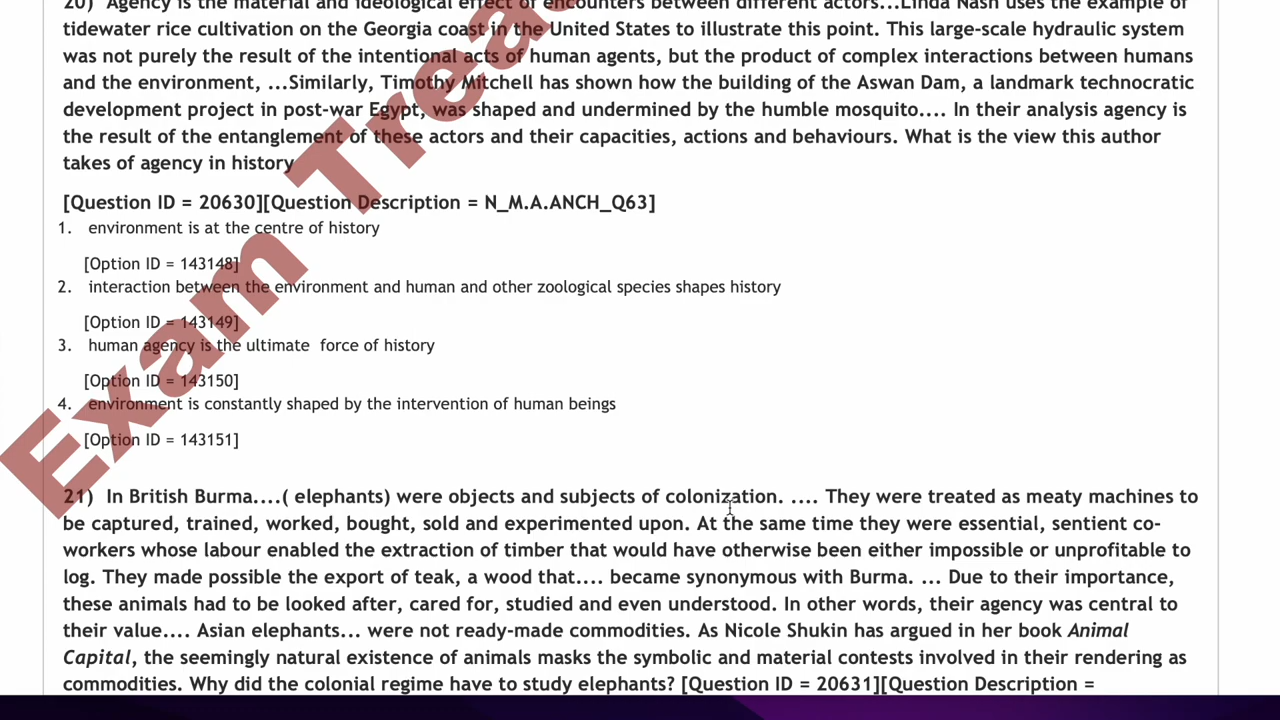 20) Agency is the material and ideological effect of encounters between different actors...Linda Nash uses the example of
tidewater rice cultivation on the Georgia coast in the United States to illustrate this point. This large-scale hydraulic system
was not purely the result of the intentional acts of human agents, but the product of complex interactions between humans
and the environment, ...Similarly, Timothy Mitchell has shown how the building of the Aswan Dam, a landmark technocratic
development project in post-war Egypt, was shaped and undermined by the humble mosquito.... In their analysis agency is
the result of the entanglement of these actors and their capacities, actions and behaviours. What is the view this author
takes of agency in history
[Question ID = 20630][Question Description = N_M.A.ANCH_Q63]
1. environment is at the centre of history
[Option ID = 143148]
2. interaction between the environment and human and other zoological species shapes history
[Option ID = 143149]
3. human agency is the ultimate force of history
[Option ID = 143150]
4. environment is constantly shaped by the intervention of human beings
[Option ID = 143151]
21) In British Burma....( elephants) were objects and subjects of colonization. .... They were treated as meaty machines to
be captured, trained, worked, bought, sold and experimented upon. At the same time they were essential, sentient co-
workers whose labour enabled the extraction of timber that would have otherwise been either impossible or unprofitable to
log. They made possible the export of teak, a wood that.... became synonymous with Burma. ... Due to their importance,
these animals had to be looked after, cared for, studied and even understood. In other words, their agency was central to
their value.... Asian elephants... were not ready-made commodities. As Nicole Shukin has argued in her book Animal
Capital, the seemingly natural existence of animals masks the symbolic and material contests involved in their rendering as
commodities. Why did the colonial regime have to study elephants? [Question ID = 20631][Question Description =
Exam Trea